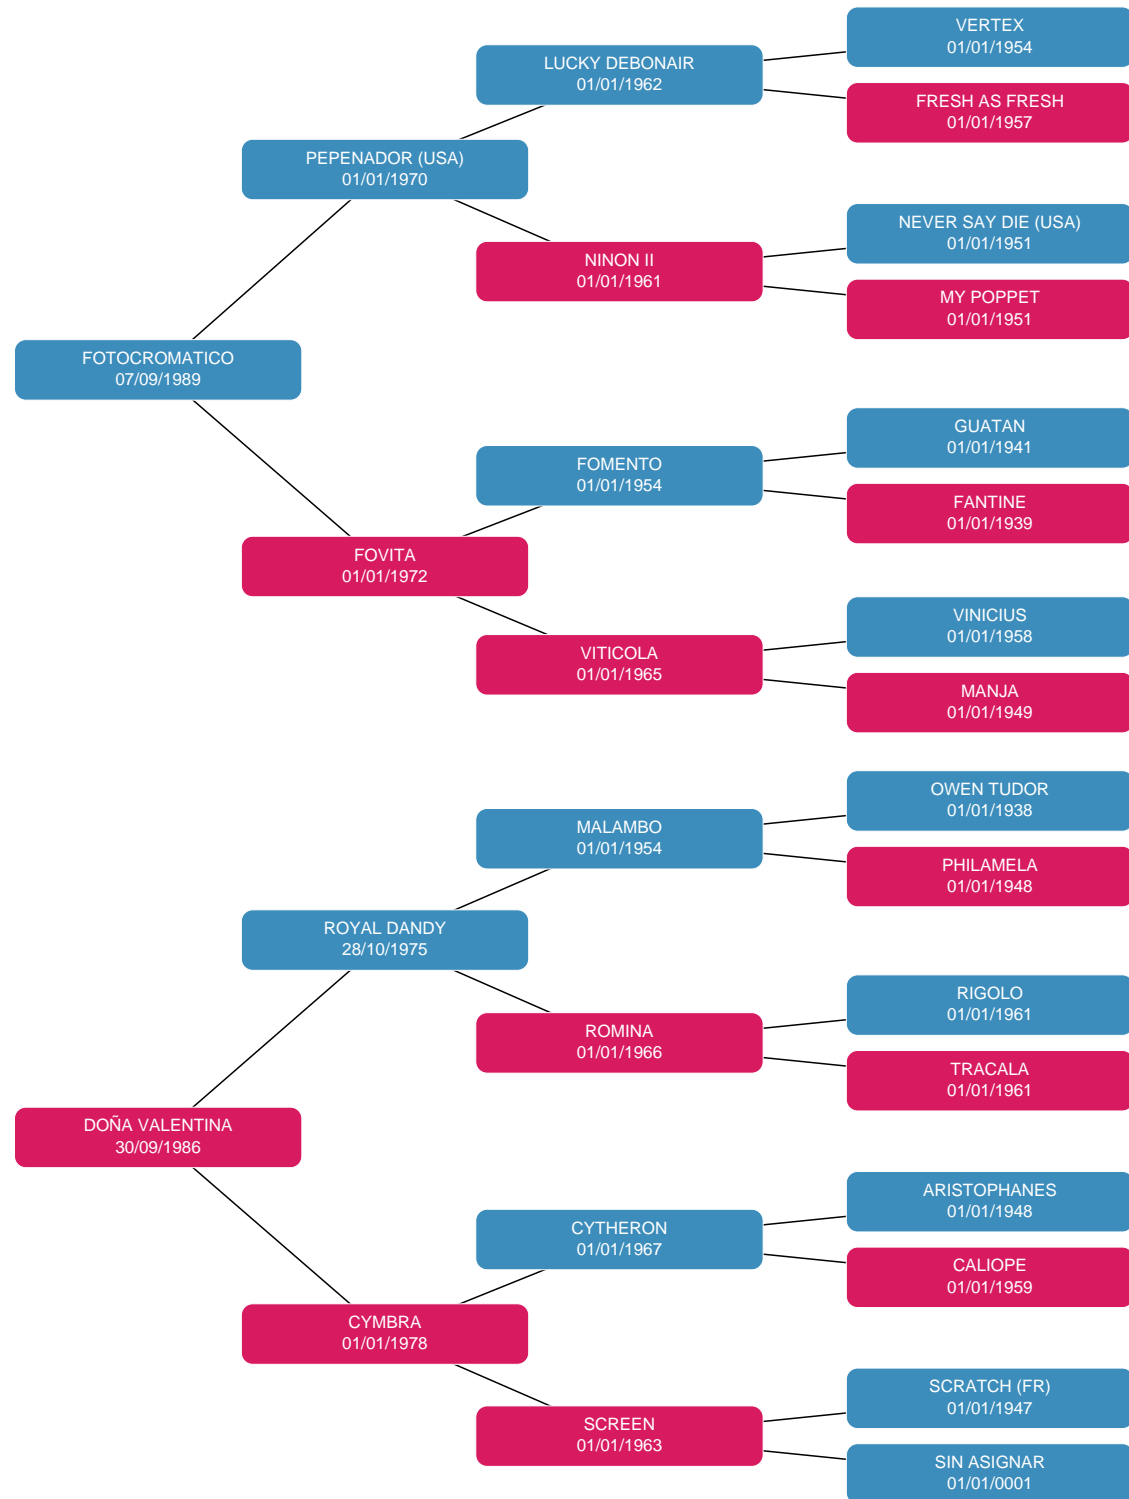 VERTEX
01/01/1954
LUCKY DEBONAIR
01/01/1962
FRESH AS FRESH
01/01/1957
PEPENADOR (USA)
01/01/1970
NEVER SAY DIE (USA)
01/01/1951
NINON II
01/01/1961
MY POPPET
01/01/1951
FOTOCROMATICO
07/09/1989
GUATAN
01/01/1941
FOMENTO
01/01/1954
FANTINE
01/01/1939
FOVITA
01/01/1972
VINICIUS
01/01/1958
VITICOLA
01/01/1965
MANJA
01/01/1949
OWEN TUDOR
01/01/1938
MALAMBO
01/01/1954
PHILAMELA
01/01/1948
ROYAL DANDY
28/10/1975
RIGOLO
01/01/1961
ROMINA
01/01/1966
TRACALA
01/01/1961
DOÑA VALENTINA
30/09/1986
ARISTOPHANES
01/01/1948
CYTHERON
01/01/1967
CALIOPE
01/01/1959
CYMBRA
01/01/1978
SCRATCH (FR)
01/01/1947
SCREEN
01/01/1963
SIN ASIGNAR
01/01/0001